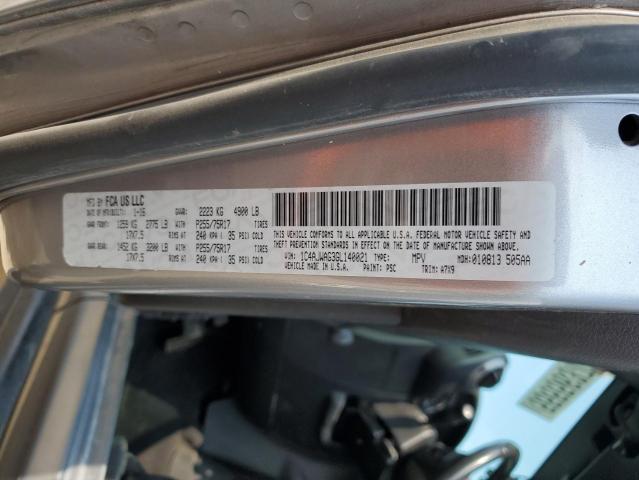 MFD BY FCA US LLC
DATE OF MFR(BUILT): 1-16 GVWR: 2223 KG 4900 LB
GAWR FRONT: 1259 KG 2775 LB P255/75R17 TIRES
17X7.5 RIMS AT 240 KPA ( 35 PSI) COLD
GAWR REAR: 1452 KG 3200 LB P255/75R17 TIRES
17X7.5 RIMS AT 240 KPA ( 35 PSI) COLD
THIS VEHICLE CONFORMS TO ALL APPLICABLE U.S.A. FEDERAL MOTOR VEHICLE SAFETY AND
THEFT PREVENTION STANDARDS IN EFFECT ON THE DATE OF MANUFACTURE SHOWN ABOVE.
VIN: 1C4AJWAG3GL140021 TYPE: MPV MDH: 010813 505AA
VEHICLE MADE IN U.S.A. PAINT: PSC TRIM: A7X9